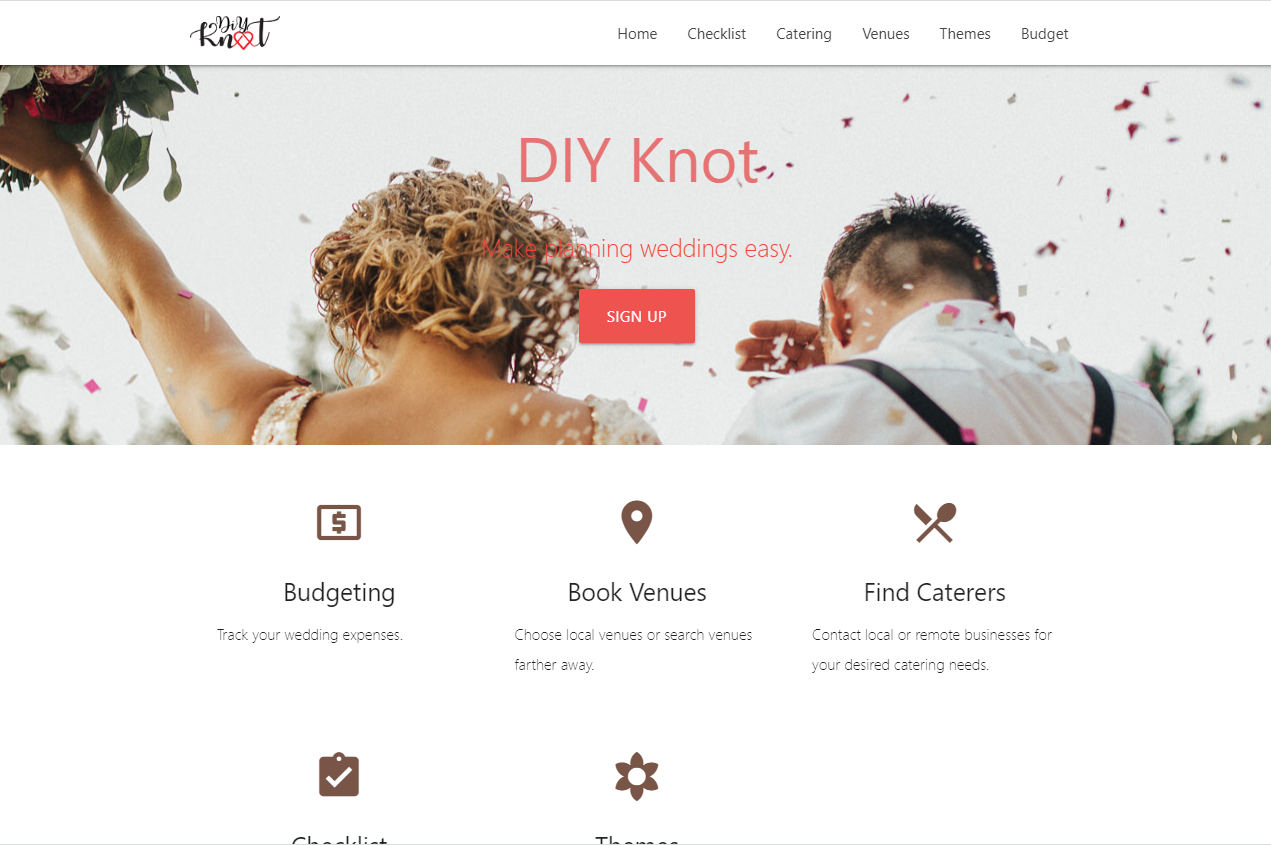 DiY
Knot
Home Checklist Catering Venues Themes Budget
DIY Knot
Make planning weddings easy.
SIGN UP
Budgeting
Book Venues
Find Caterers
Track your wedding expenses.
Choose local venues or search venues
farther away.
Contact local or remote businesses for
your desired catering needs.
Checklist
Themes